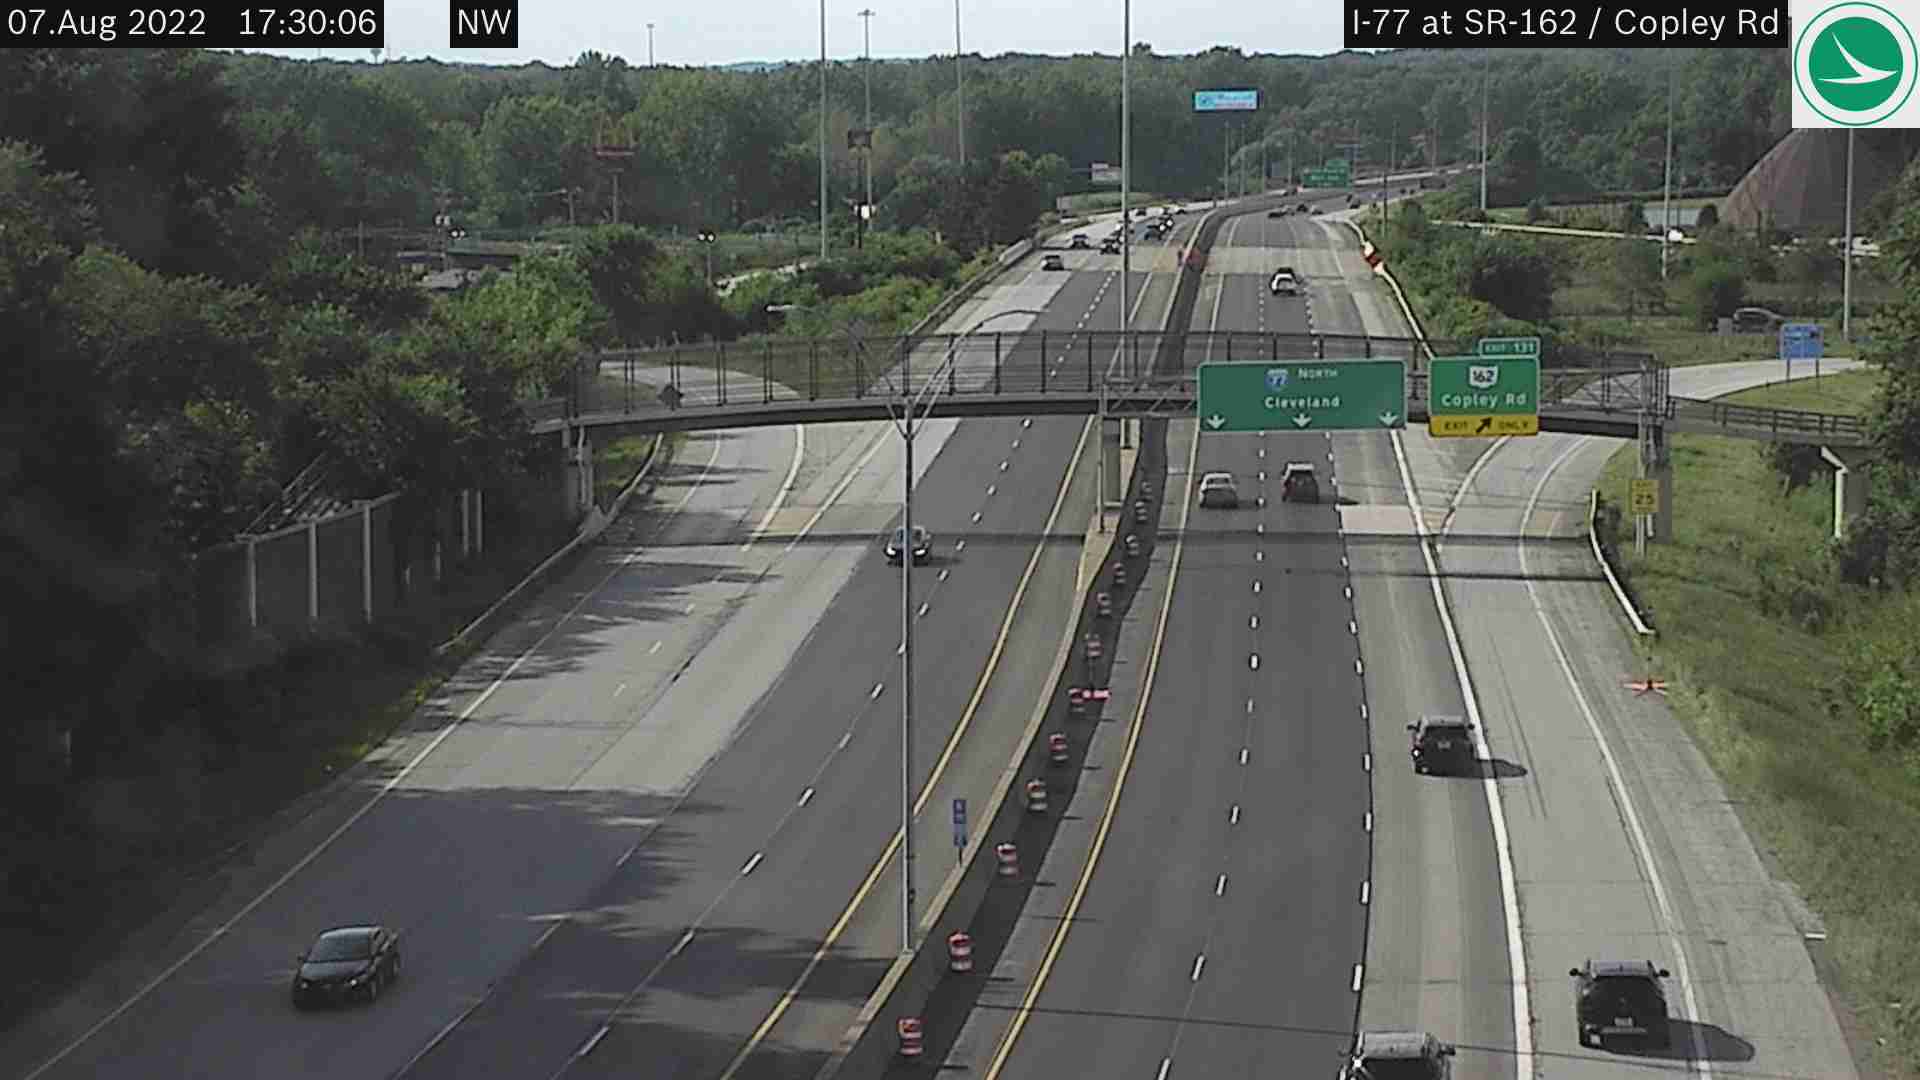 07.Aug 2022 17:30:06
NW
I-77 at SR-162 / Copley Rd
EXIT 131
77 NORTH
Cleveland
162
Copley Rd
EXIT ONLY
25